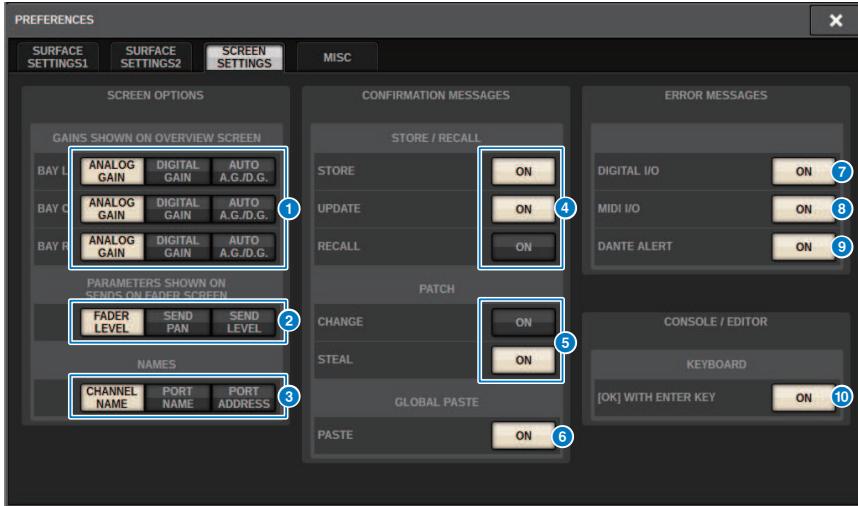 PREFERENCES
SURFACE SETTINGS1
SURFACE SETTINGS2
SCREEN SETTINGS
MISC
SCREEN OPTIONS
GAINS SHOWN ON OVERVIEW SCREEN
BAY L ANALOG GAIN DIGITAL GAIN AUTO A.G./D.G.
BAY C ANALOG GAIN DIGITAL GAIN AUTO A.G./D.G. 1
BAY R ANALOG GAIN DIGITAL GAIN AUTO A.G./D.G.
PARAMETERS SHOWN ON
SENDS ON FADER SCREEN
FADER LEVEL SEND PAN SEND LEVEL 2
NAMES
CHANNEL NAME PORT NAME PORT ADDRESS 3
CONFIRMATION MESSAGES
STORE / RECALL
STORE ON
UPDATE ON 4
RECALL ON
PATCH
CHANGE ON
5
STEAL ON
GLOBAL PASTE
PASTE ON 6
ERROR MESSAGES
DIGITAL I/O ON 7
MIDI I/O ON 8
DANTE ALERT ON 9
CONSOLE / EDITOR
KEYBOARD
[OK] WITH ENTER KEY ON 10